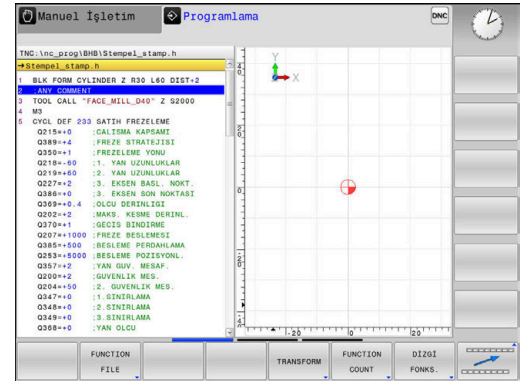 Manuel İşletim
Programlama
DNC
TNC:\nc_prog\BHB\Stempel_stamp.h
→Stempel_stamp.h
1 BLK FORM CYLINDER Z R30 L60 DIST+2
2 ;ANY COMMENT
3 TOOL CALL "FACE_MILL_D40" Z S2000
4 M3
5 CYCL DEF 233 SATIH FREZELEME
Q215=+0 ;CALISMA KAPSAMI
Q389=+4 ;FREZE STRATEJISI
Q350=+1 ;FREZELEME YONU
Q218=-60 ;1. YAN UZUNLUKLAR
Q219=+60 ;2. YAN UZUNLUKLAR
Q227=+2 ;3. EKSEN BASL. NOKT.
Q386=+0 ;3. EKSEN SON NOKTASI
Q369=+0.4 ;OLCU DERINLIGI
Q202=+2 ;MAKS. KESME DERINL.
Q370=+1 ;GECIS BINDIRME
Q207=+1000 ;FREZE BESLEMESI
Q385=+500 ;BESLEME PERDAHLAMA
Q253=+5000 ;BESLEME POZISYONL.
Q357=+2 ;YAN GUV. MESAF.
Q200=+2 ;GUVENLIK MES.
Q204=+50 ;2. GUVENLIK MES.
Q347=+0 ;1.SINIRLAMA
Q348=+0 ;2.SINIRLAMA
Q349=+0 ;3.SINIRLAMA
Q368=+0 ;YAN OLCU
Y
X
-20
0
20
FUNCTION FILE
TRANSFORM
FUNCTION COUNT
DİZGİ FONKS.